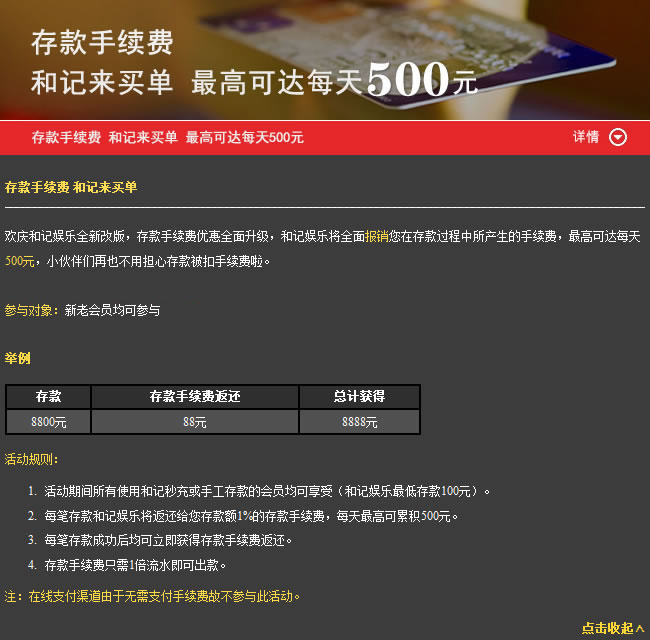 存款手续费
和记来买单 最高可达每天500元
存款手续费 和记来买单 最高可达每天500元 详情
存款手续费 和记来买单
欢庆和记娱乐全新改版，存款手续费优惠全面升级，和记娱乐将全面报销您在存款过程中所产生的手续费，最高可达每天
500元，小伙伴们再也不用担心存款被扣手续费啦。
参与对象：新老会员均可参与
举例
存款 存款手续费返还 总计获得
8800元 88元 8888元
活动规则：
1. 活动期间所有使用和记秒充或手工存款的会员均可享受（和记娱乐最低存款100元）。
2. 每笔存款和记娱乐将返还给您存款额1%的存款手续费，每天最高可累积500元。
3. 每笔存款成功后均可立即获得存款手续费返还。
4. 存款手续费只需1倍流水即可出款。
注：在线支付渠道由于无需支付手续费故不参与此活动。
点击收起∧